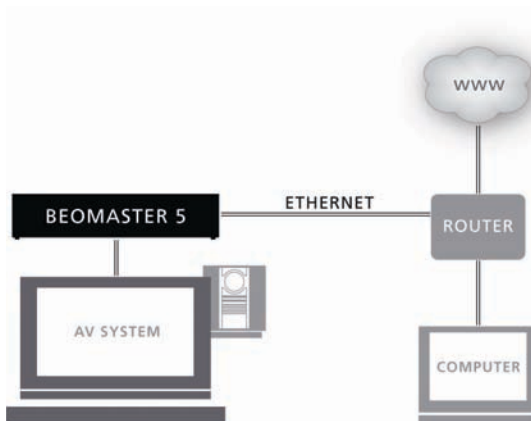 www
BEOMASTER 5
ETHERNET
ROUTER
AV SYSTEM
COMPUTER